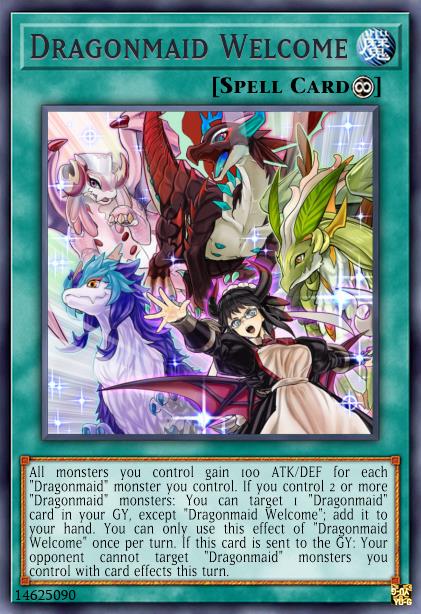 DRAGONMAID WELCOME
[SPELL CARD]
All monsters you control gain 100 ATK/DEF for each
"Dragonmaid" monster you control. If you control 2 or more
"Dragonmaid" monsters: You can target 1 "Dragonmaid"
card in your GY, except "Dragonmaid Welcome"; add it to
your hand. You can only use this effect of "Dragonmaid
Welcome" once per turn. If this card is sent to the GY: Your
opponent cannot target "Dragonmaid" monsters you
control with card effects this turn.
14625090